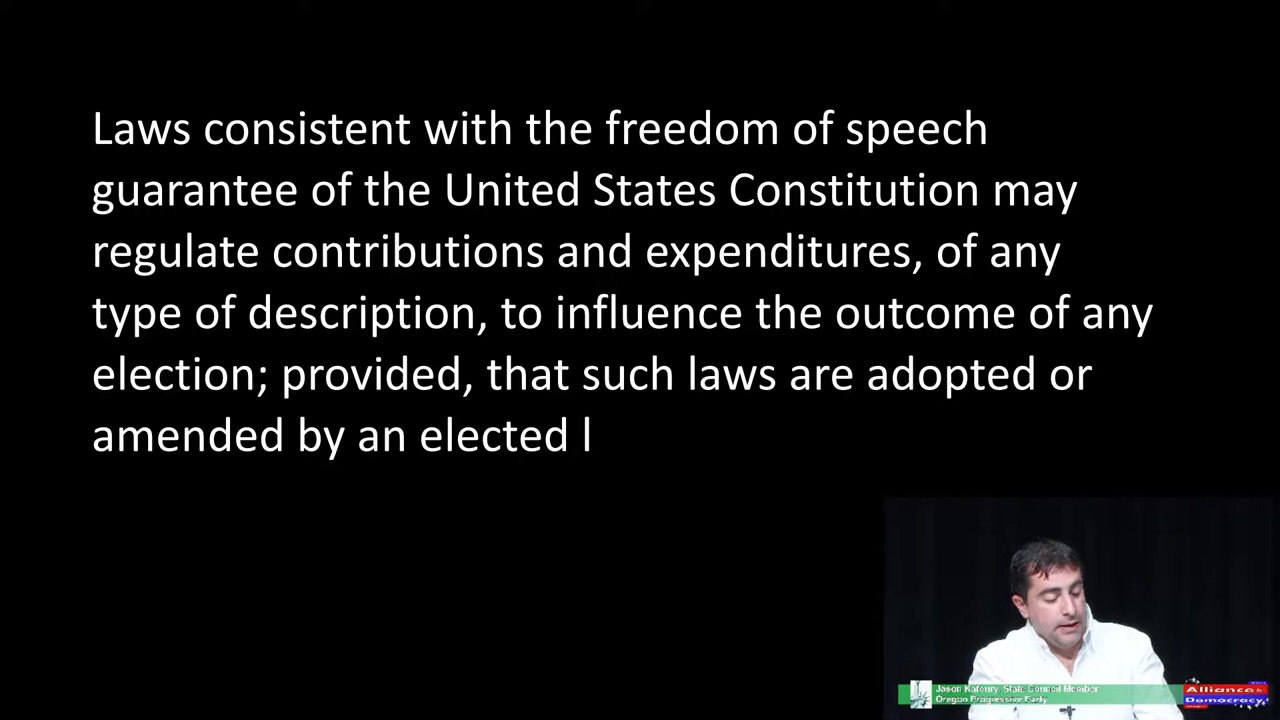 Laws consistent with the freedom of speech
guarantee of the United States Constitution may
regulate contributions and expenditures, of any
type of description, to influence the outcome of any
election; provided, that such laws are adopted or
amended by an elected l
Jason Kafoury, State Council Member
Oregon Progressive Party
Alliance
Democracy